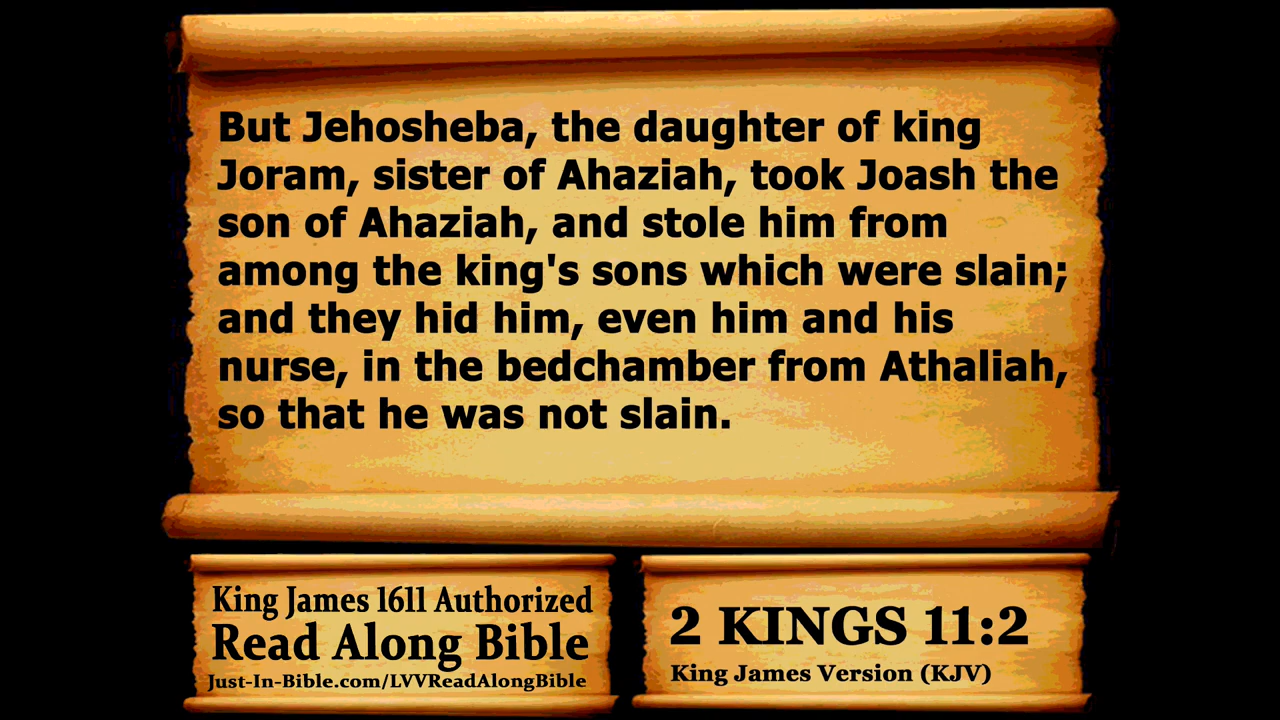 But Jehosheba, the daughter of king
Joram, sister of Ahaziah, took Joash the
son of Ahaziah, and stole him from
among the king's sons which were slain;
and they hid him, even him and his
nurse, in the bedchamber from Athaliah,
so that he was not slain.
King James 1611 Authorized
Read Along Bible
Just-In-Bible.com/LVVReadAlongBible
2 KINGS 11:2
King James Version (KJV)